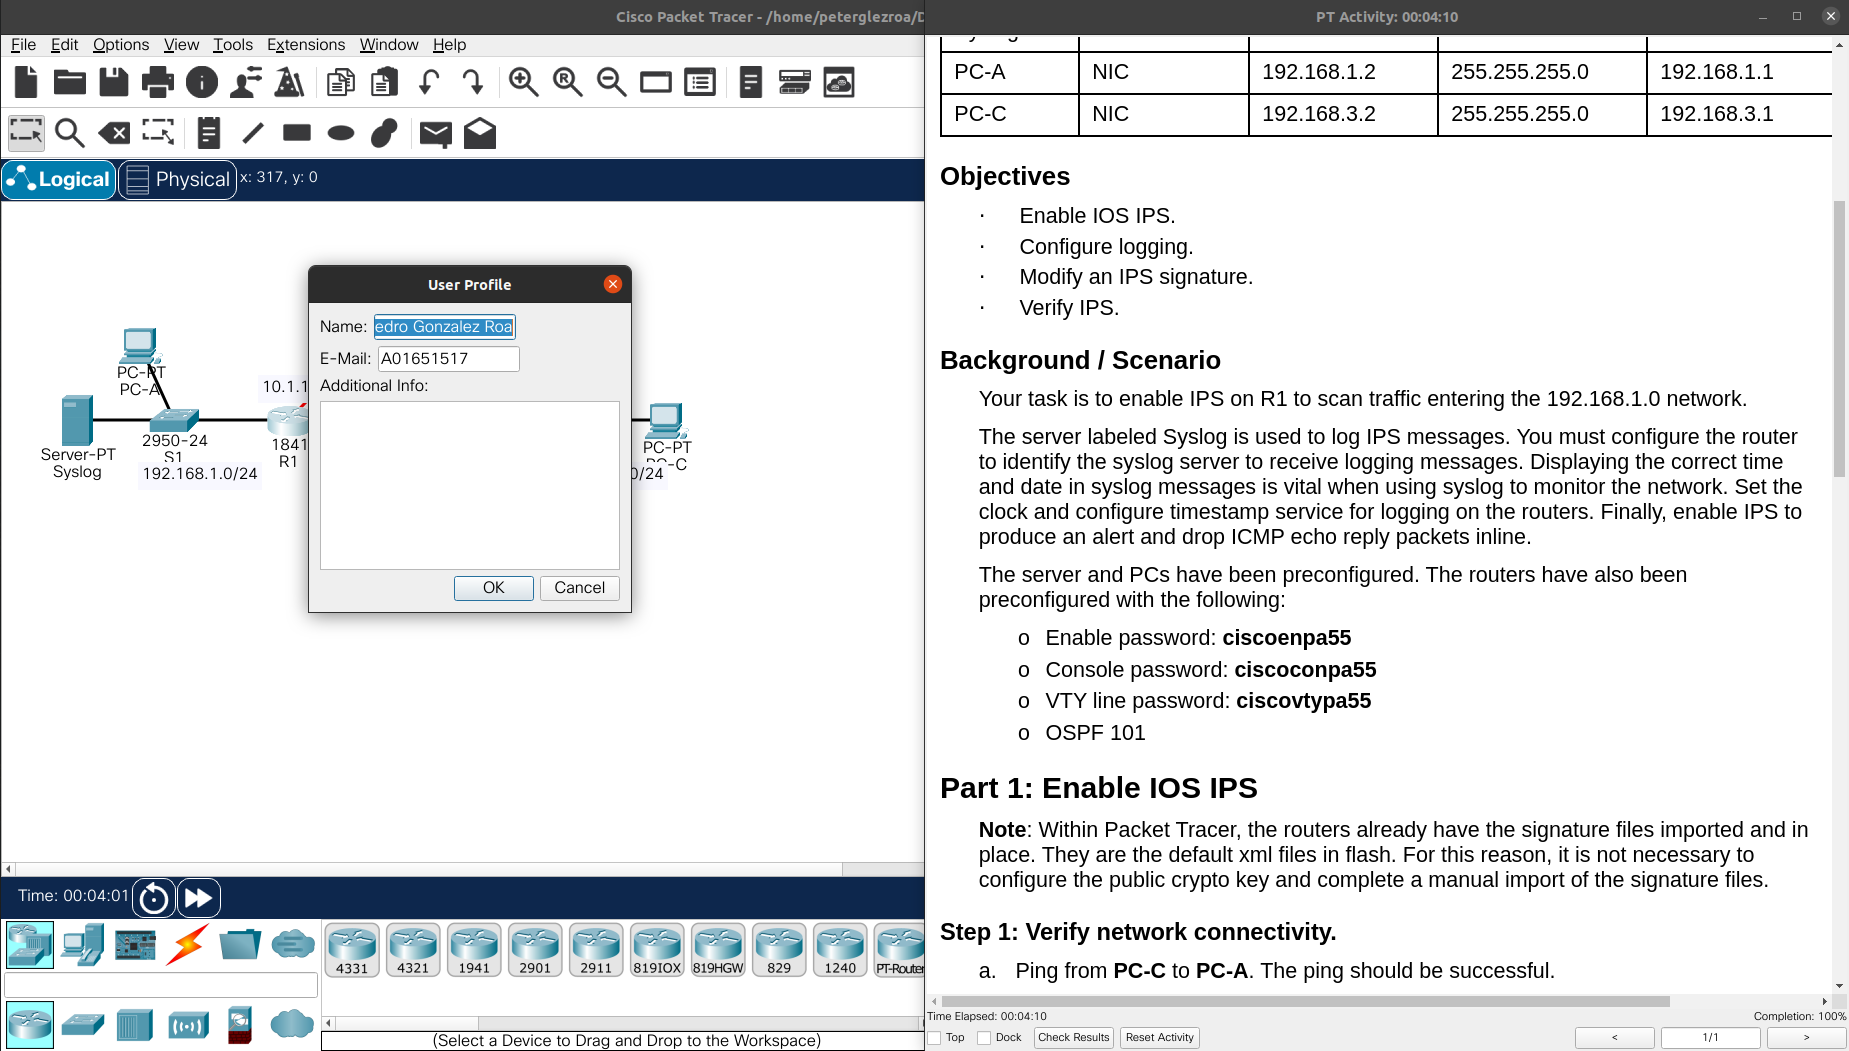 Cisco Packet Tracer - /home/peterglezroa/D
File Edit Options View Tools Extensions Window Help
Logical
Physical
x: 317, y: 0
PC-PT
PC-A
10.1.1
2950-24
S1
1841
R1
Server-PT
Syslog
192.168.1.0/24
PC-PT
PC-C
0/24
User Profile
Name: edro Gonzalez Roa
E-Mail: A01651517
Additional Info:
OK Cancel
Time: 00:04:01
4331 4321 1941 2901 2911 819IOX 819HGW 829 1240 PT-Router
(Select a Device to Drag and Drop to the Workspace)
PT Activity: 00:04:10
PC-A NIC 192.168.1.2 255.255.255.0 192.168.1.1
PC-C NIC 192.168.3.2 255.255.255.0 192.168.3.1
Objectives
· Enable IOS IPS.
· Configure logging.
· Modify an IPS signature.
· Verify IPS.
Background / Scenario
Your task is to enable IPS on R1 to scan traffic entering the 192.168.1.0 network.
The server labeled Syslog is used to log IPS messages. You must configure the router
to identify the syslog server to receive logging messages. Displaying the correct time
and date in syslog messages is vital when using syslog to monitor the network. Set the
clock and configure timestamp service for logging on the routers. Finally, enable IPS to
produce an alert and drop ICMP echo reply packets inline.
The server and PCs have been preconfigured. The routers have also been
preconfigured with the following:
o Enable password: ciscoenpa55
o Console password: ciscoconpa55
o VTY line password: ciscovtypa55
o OSPF 101
Part 1: Enable IOS IPS
Note: Within Packet Tracer, the routers already have the signature files imported and in
place. They are the default xml files in flash. For this reason, it is not necessary to
configure the public crypto key and complete a manual import of the signature files.
Step 1: Verify network connectivity.
a. Ping from PC-C to PC-A. The ping should be successful.
Time Elapsed: 00:04:10 Completion: 100%
Top Dock Check Results Reset Activity < 1/1 >